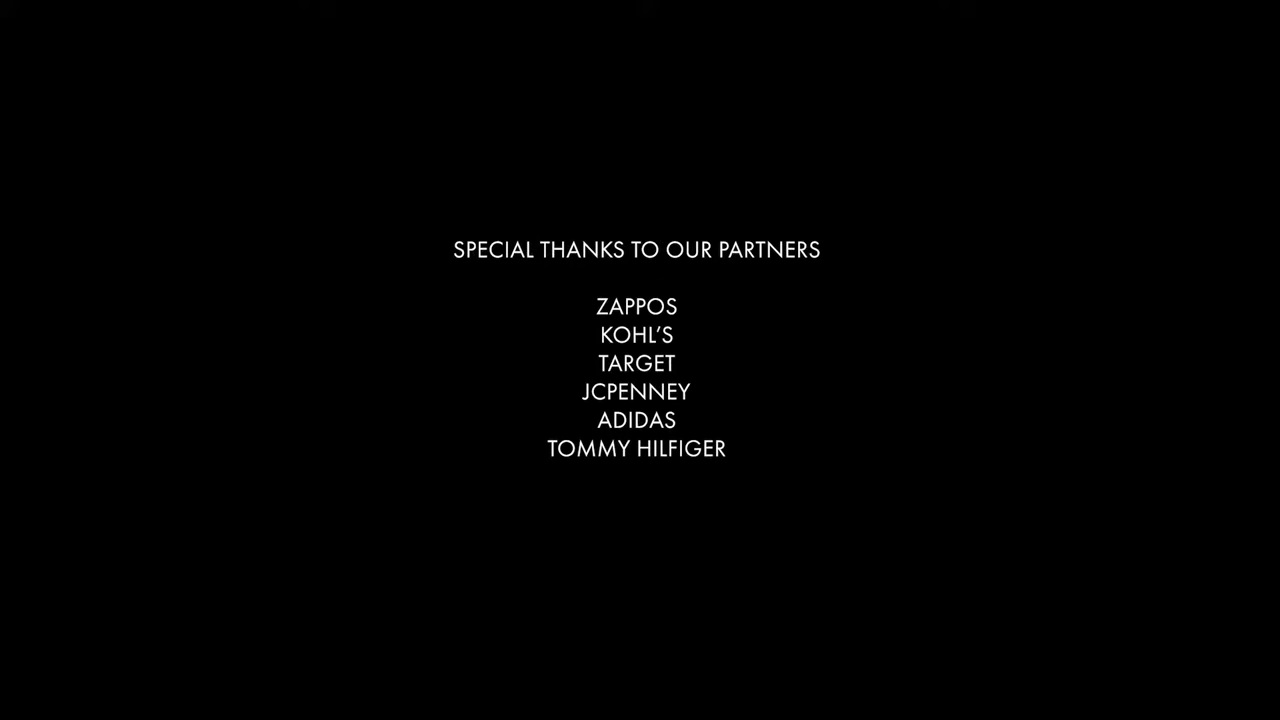 SPECIAL THANKS TO OUR PARTNERS
ZAPPOS
KOHL’S
TARGET
JCPENNEY
ADIDAS
TOMMY HILFIGER